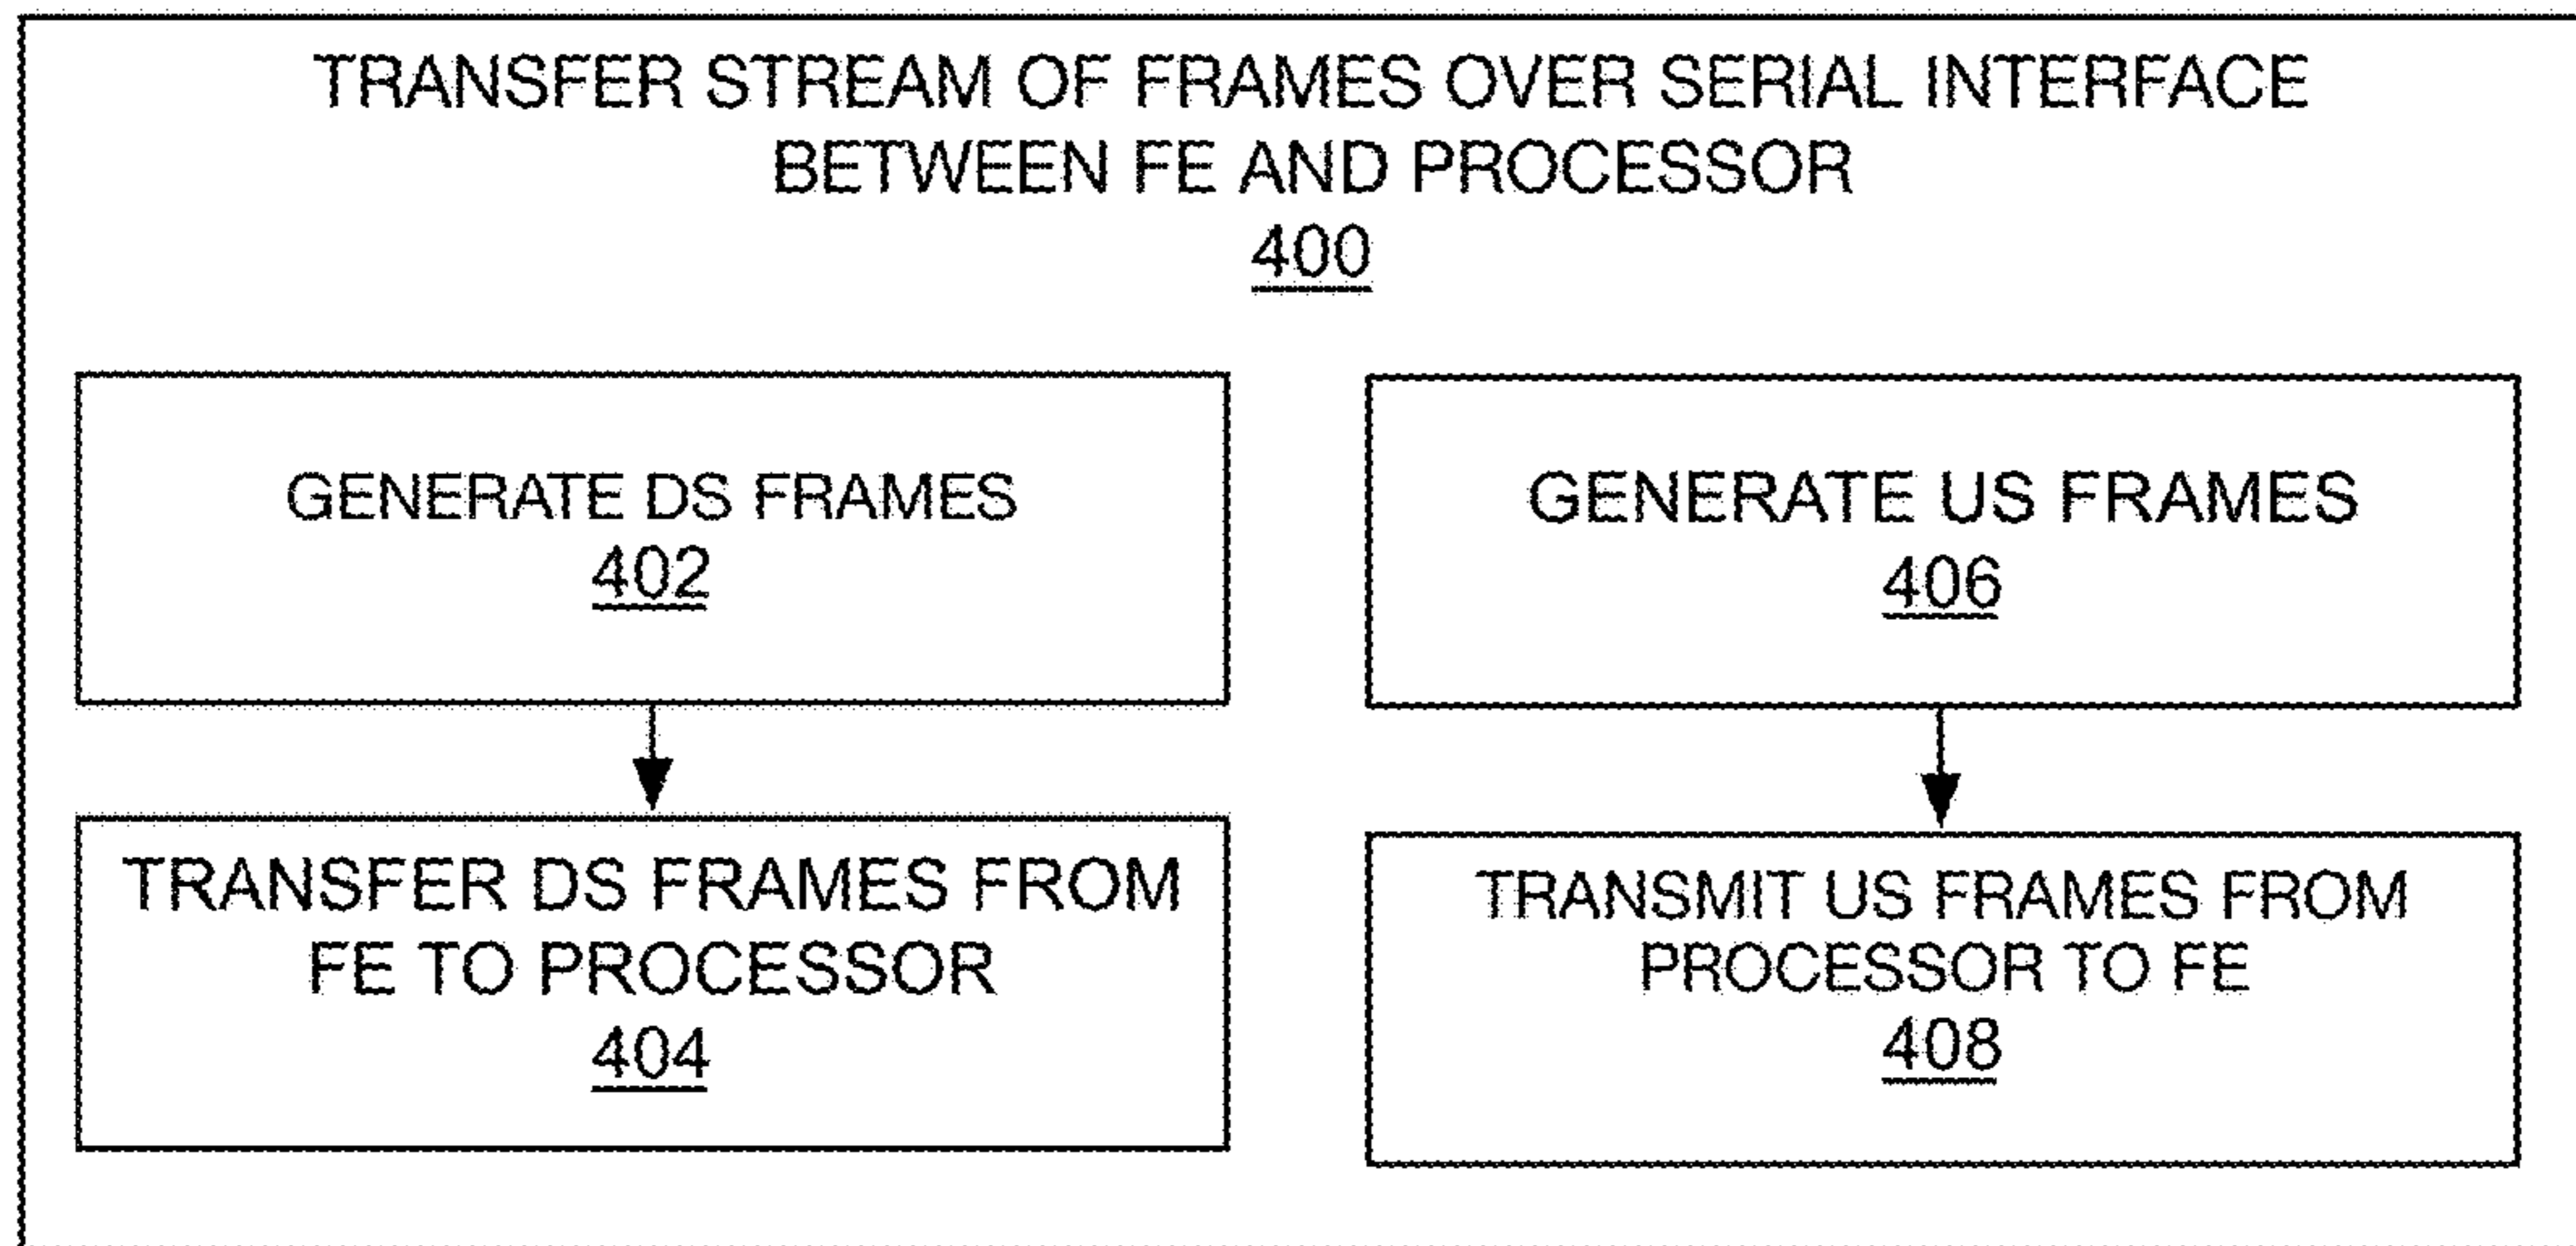 TRANSFER STREAM OF FRAMES OVER SERIAL INTERFACE
BETWEEN FE AND PROCESSOR
400
GENERATE DS FRAMES
402
TRANSFER DS FRAMES FROM
FE TO PROCESSOR
404
GENERATE US FRAMES
406
TRANSMIT US FRAMES FROM
PROCESSOR TO FE
408